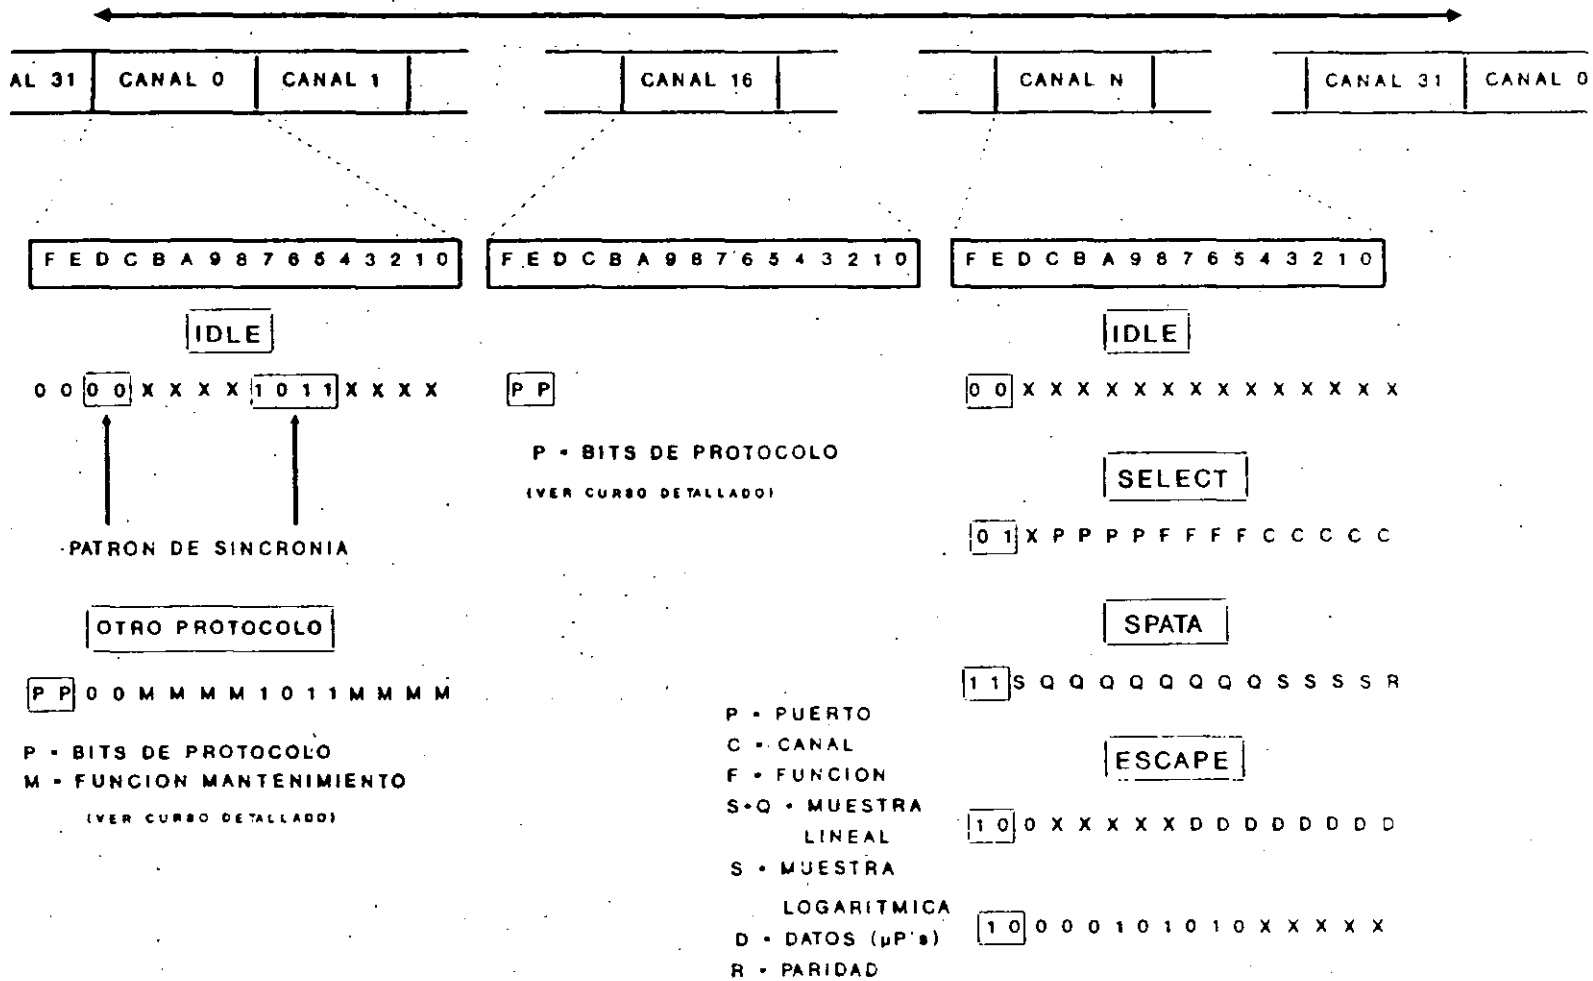 AL 31 CANAL 0 CANAL 1 CANAL 16 CANAL N CANAL 31 CANAL 0
F E D C B A 9 8 7 6 5 4 3 2 1 0
F E D C B A 9 8 7 6 5 4 3 2 1 0
F E D C B A 9 8 7 6 5 4 3 2 1 0
IDLE
0 0 0 0 X X X X 1 0 1 1 X X X X
PATRON DE SINCRONIA
OTRO PROTOCOLO
P P 0 0 M M M M 1 0 1 1 M M M M
P = BITS DE PROTOCOLO
M = FUNCION MANTENIMIENTO
(VER CURSO DETALLADO)
P P
P = BITS DE PROTOCOLO
(VER CURSO DETALLADO)
P = PUERTO
C = CANAL
F = FUNCION
S+Q = MUESTRA
LINEAL
S = MUESTRA
LOGARITMICA
D = DATOS (µP's)
R = PARIDAD
IDLE
0 0 X X X X X X X X X X X X X X
SELECT
0 1 X P P P P F F F F C C C C C
SPATA
1 1 S Q Q Q Q Q Q Q Q S S S S R
ESCAPE
1 0 0 X X X X X D D D D D D D D
1 0 0 0 0 1 0 1 0 1 0 X X X X X